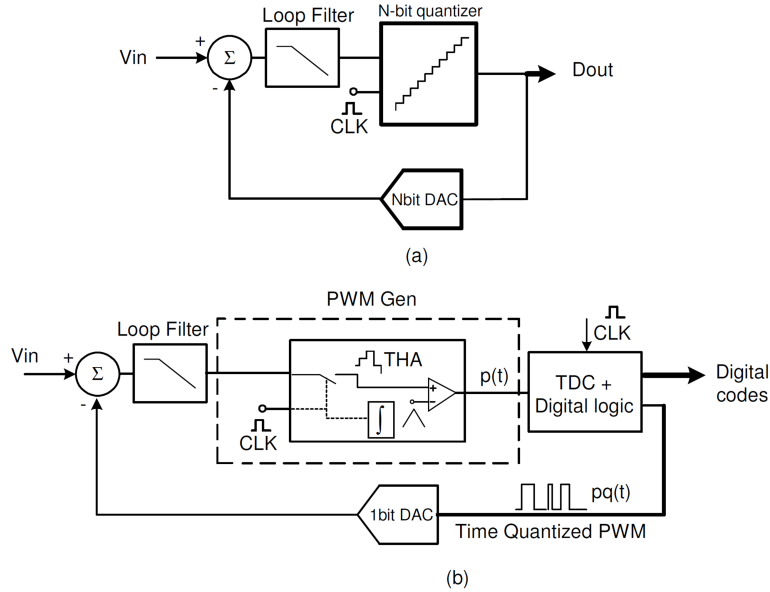 Loop Filter
N-bit quantizer
Vin
+
Σ
-
CLK
Dout
Nbit DAC
(a)
PWM Gen
Loop Filter
THA
CLK
Vin
+
Σ
-
+
-
∫
CLK
p(t)
TDC +
Digital logic
Digital
codes
1bit DAC
pq(t)
Time Quantized PWM
(b)